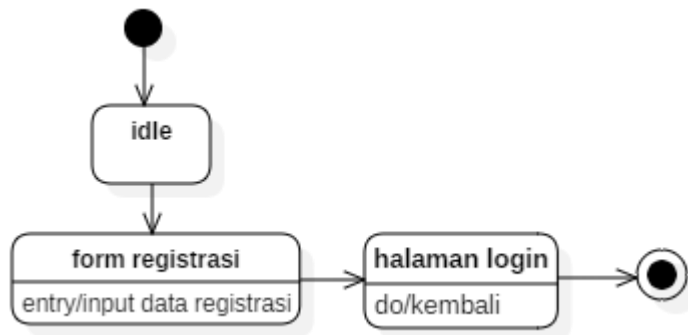 idle
form registrasi
entry/input data registrasi
halaman login
do/kembali